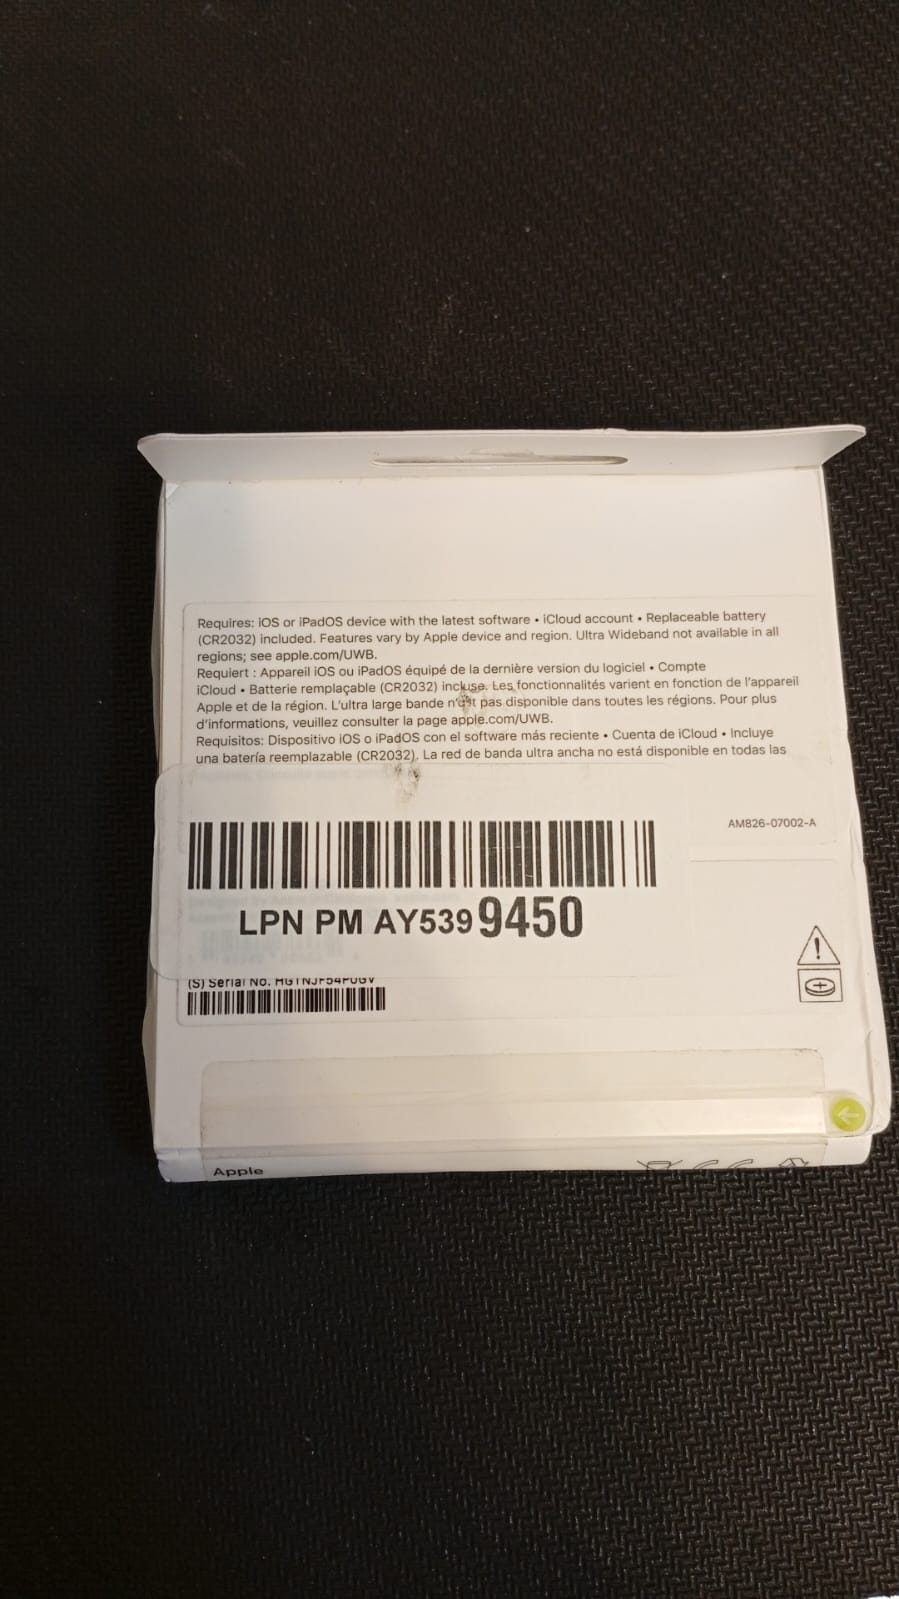 Requires: iOS or iPadOS device with the latest software • iCloud account • Replaceable battery
(CR2032) included. Features vary by Apple device and region. Ultra Wideband not available in all
regions; see apple.com/UWB.
Requiert : Appareil iOS ou iPadOS équipé de la dernière version du logiciel • Compte
iCloud • Batterie remplaçable (CR2032) incluse. Les fonctionnalités varient en fonction de l'appareil
Apple et de la région. L'ultra large bande n'est pas disponible dans toutes les régions. Pour plus
d'informations, veuillez consulter la page apple.com/UWB.
Requisitos: Dispositivo iOS o iPadOS con el software más reciente • Cuenta de iCloud • Incluye
una batería reemplazable (CR2032). La red de banda ultra ancha no está disponible en todas las
AM826-07002-A
LPN PM AY5399450
(S) Serial No.
Apple